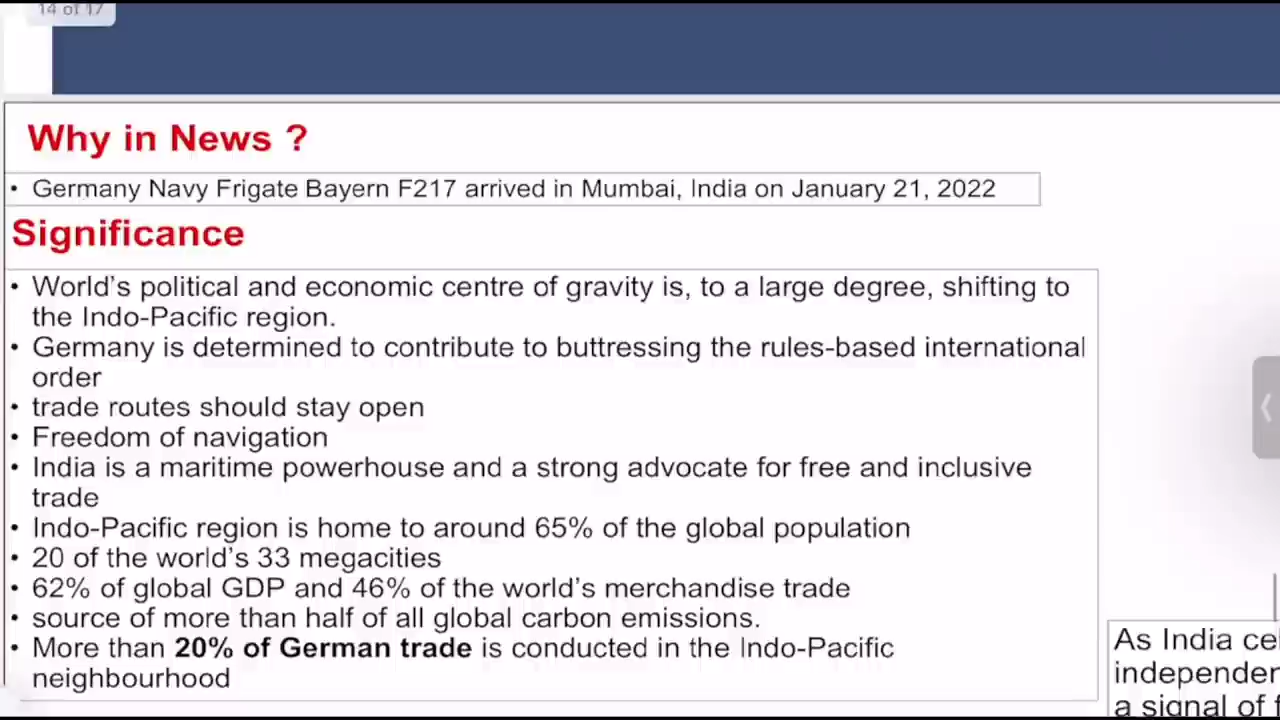 14 of 17
Why in News ?
• Germany Navy Frigate Bayern F217 arrived in Mumbai, India on January 21, 2022
Significance
• World's political and economic centre of gravity is, to a large degree, shifting to
the Indo-Pacific region.
• Germany is determined to contribute to buttressing the rules-based international
order
• trade routes should stay open
• Freedom of navigation
• India is a maritime powerhouse and a strong advocate for free and inclusive
trade
• Indo-Pacific region is home to around 65% of the global population
• 20 of the world's 33 megacities
• 62% of global GDP and 46% of the world's merchandise trade
• source of more than half of all global carbon emissions.
• More than 20% of German trade is conducted in the Indo-Pacific
neighbourhood
As India
a signal of